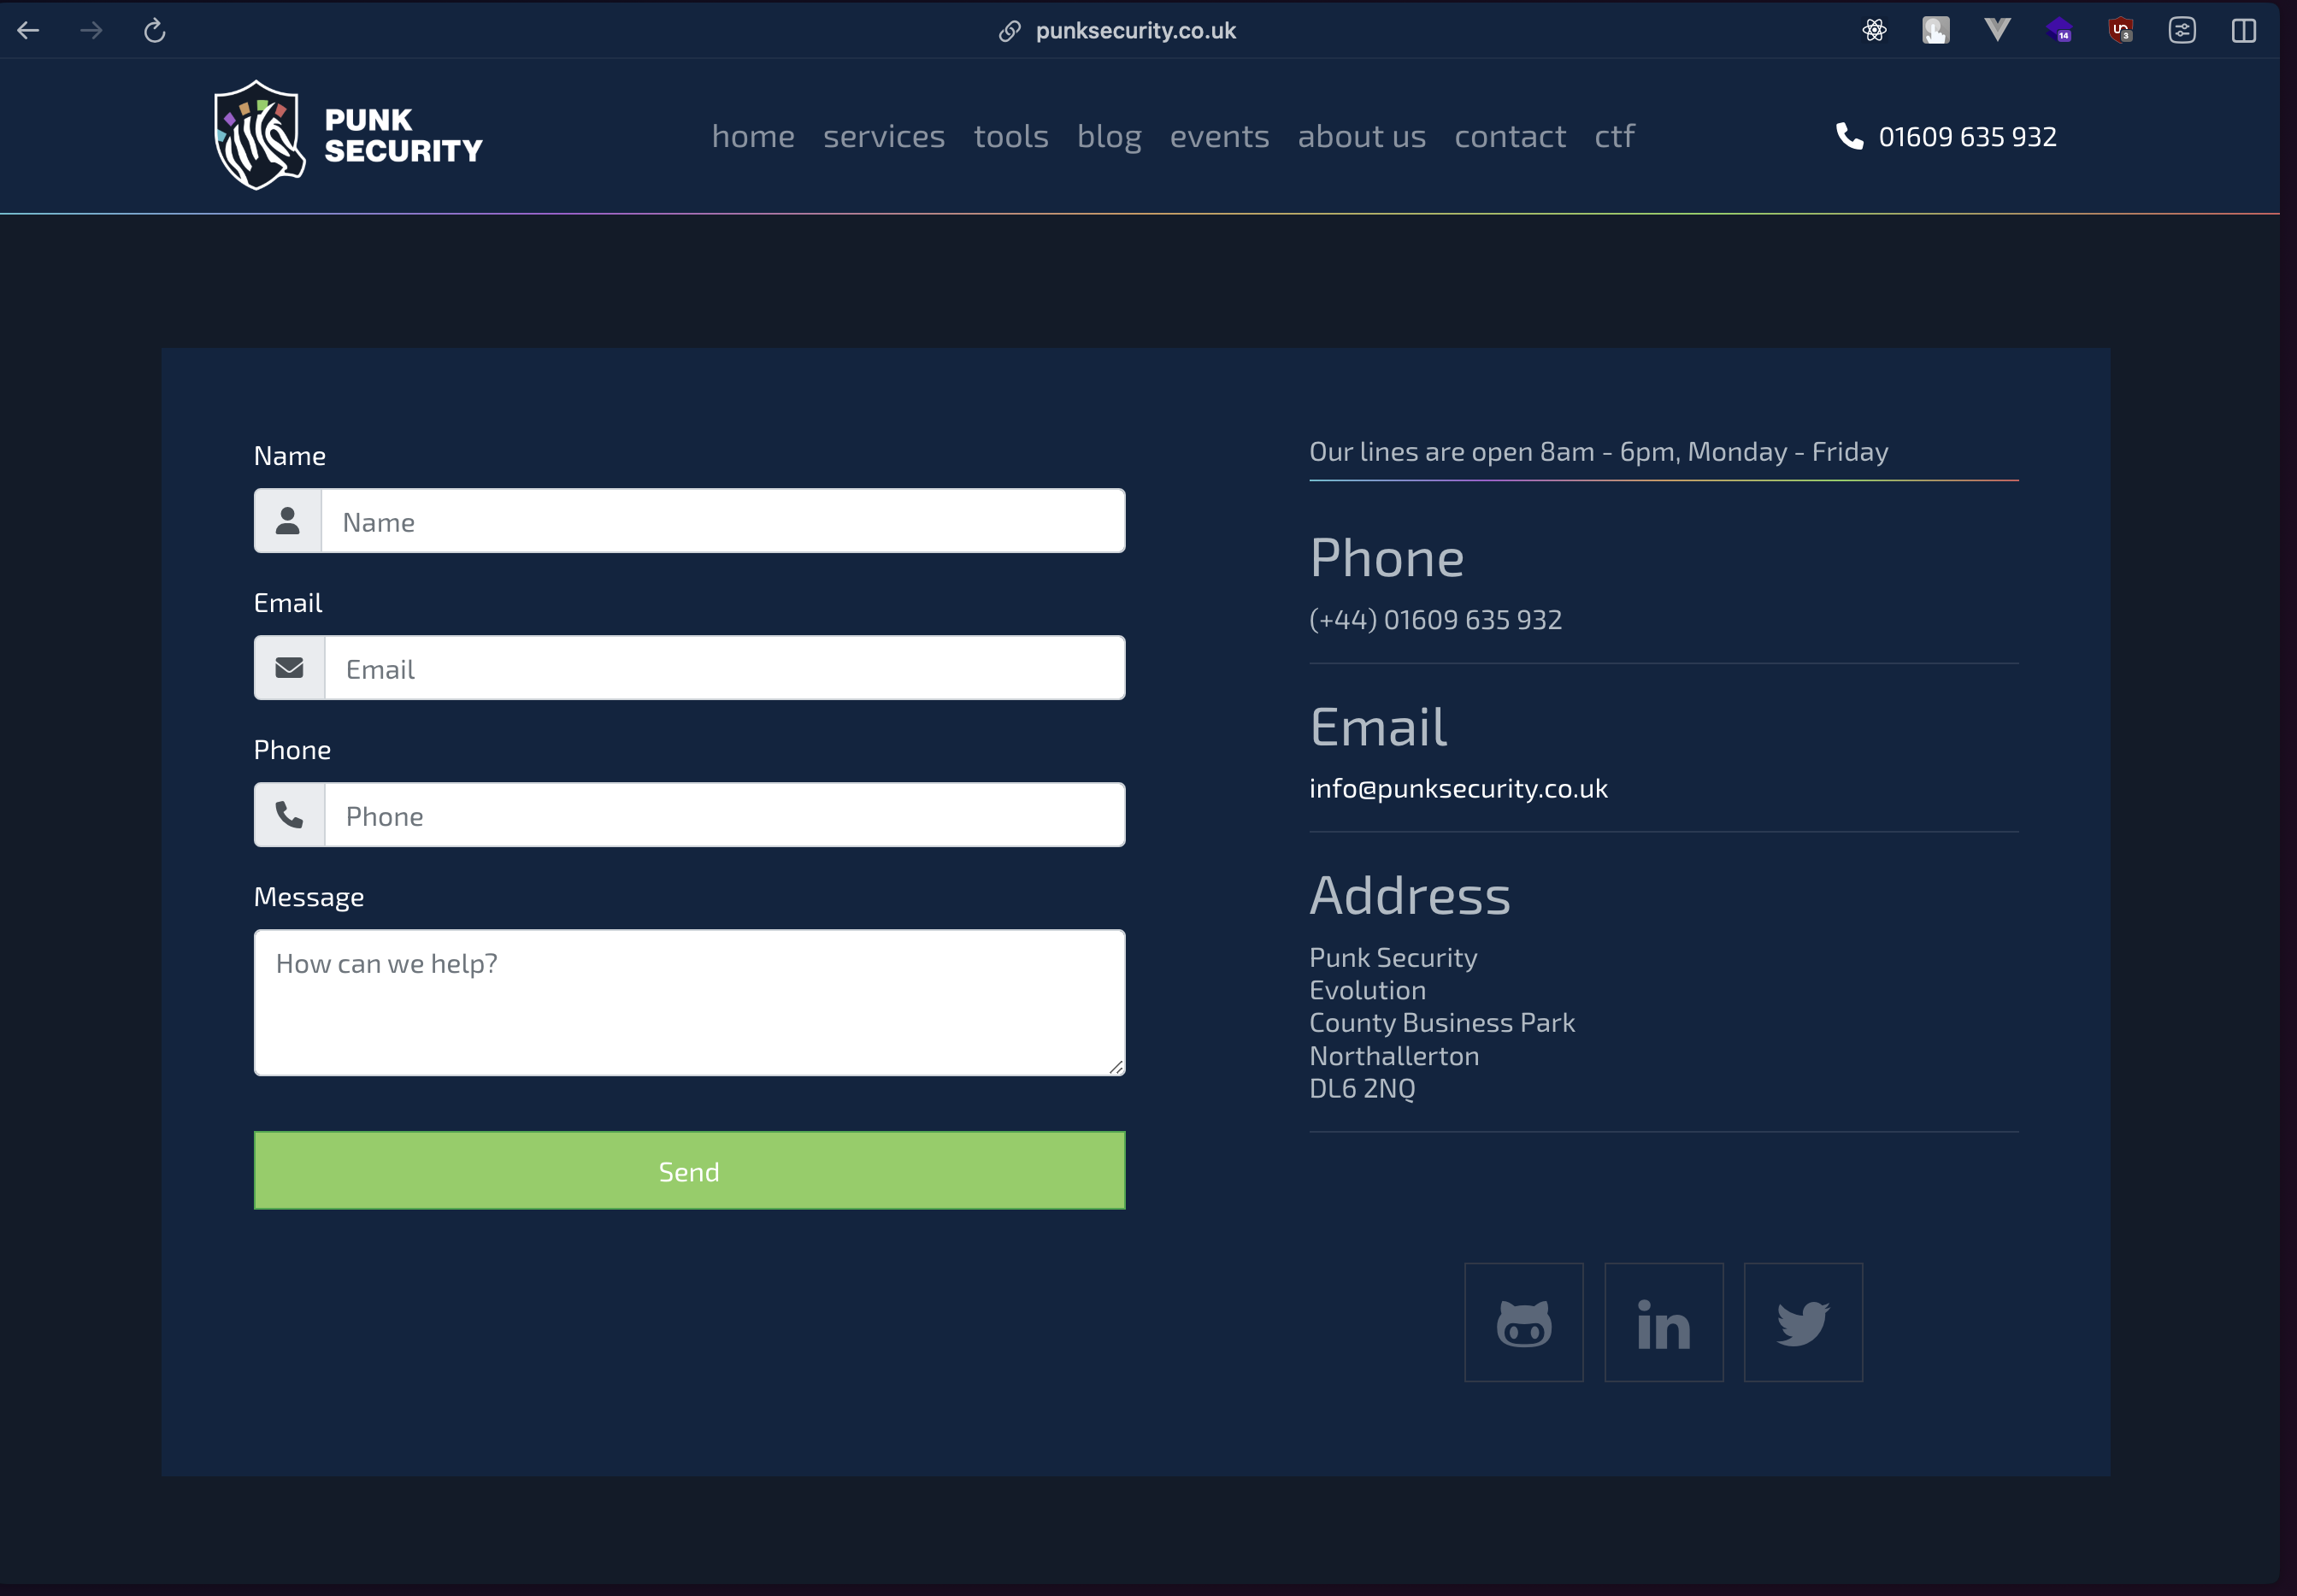 punksecurity.co.uk
14
3
PUNK
SECURITY
home services tools blog events about us contact ctf
01609 635 932
Name
Name
Email
Email
Phone
Phone
Message
How can we help?
Send
Our lines are open 8am - 6pm, Monday - Friday
Phone
(+44) 01609 635 932
Email
info@punksecurity.co.uk
Address
Punk Security
Evolution
County Business Park
Northallerton
DL6 2NQ
in